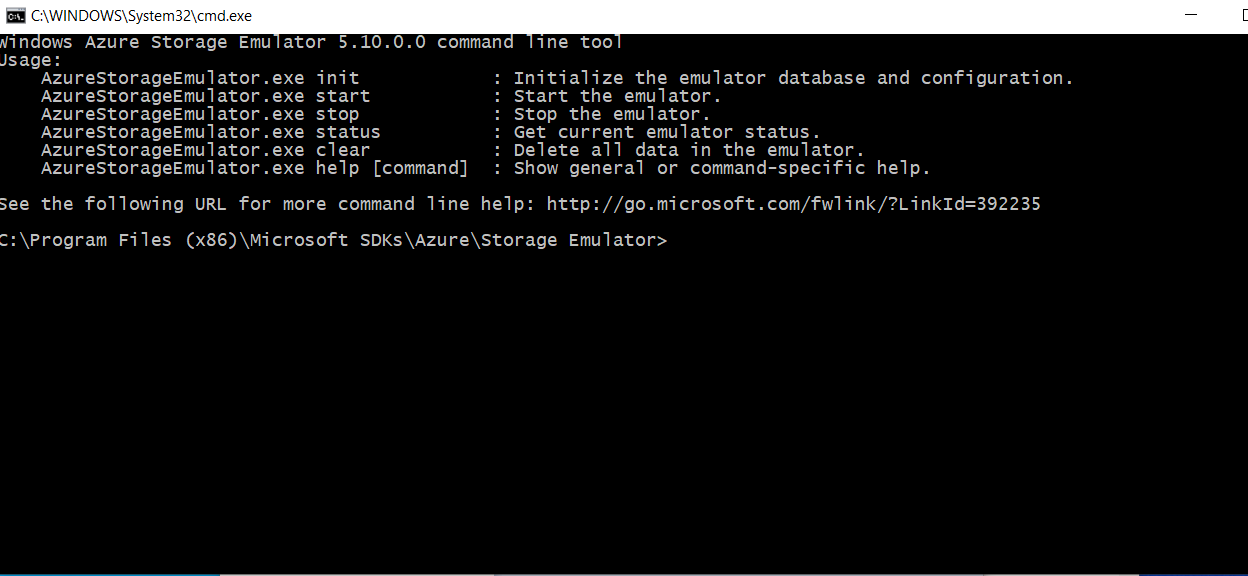 C:\WINDOWS\System32\cmd.exe
Windows Azure Storage Emulator 5.10.0.0 command line tool
Usage:
    AzureStorageEmulator.exe init             : Initialize the emulator database and configuration.
    AzureStorageEmulator.exe start            : Start the emulator.
    AzureStorageEmulator.exe stop             : Stop the emulator.
    AzureStorageEmulator.exe status           : Get current emulator status.
    AzureStorageEmulator.exe clear            : Delete all data in the emulator.
    AzureStorageEmulator.exe help [command]   : Show general or command-specific help.
See the following URL for more command line help: http://go.microsoft.com/fwlink/?LinkId=392235
C:\Program Files (x86)\Microsoft SDKs\Azure\Storage Emulator>